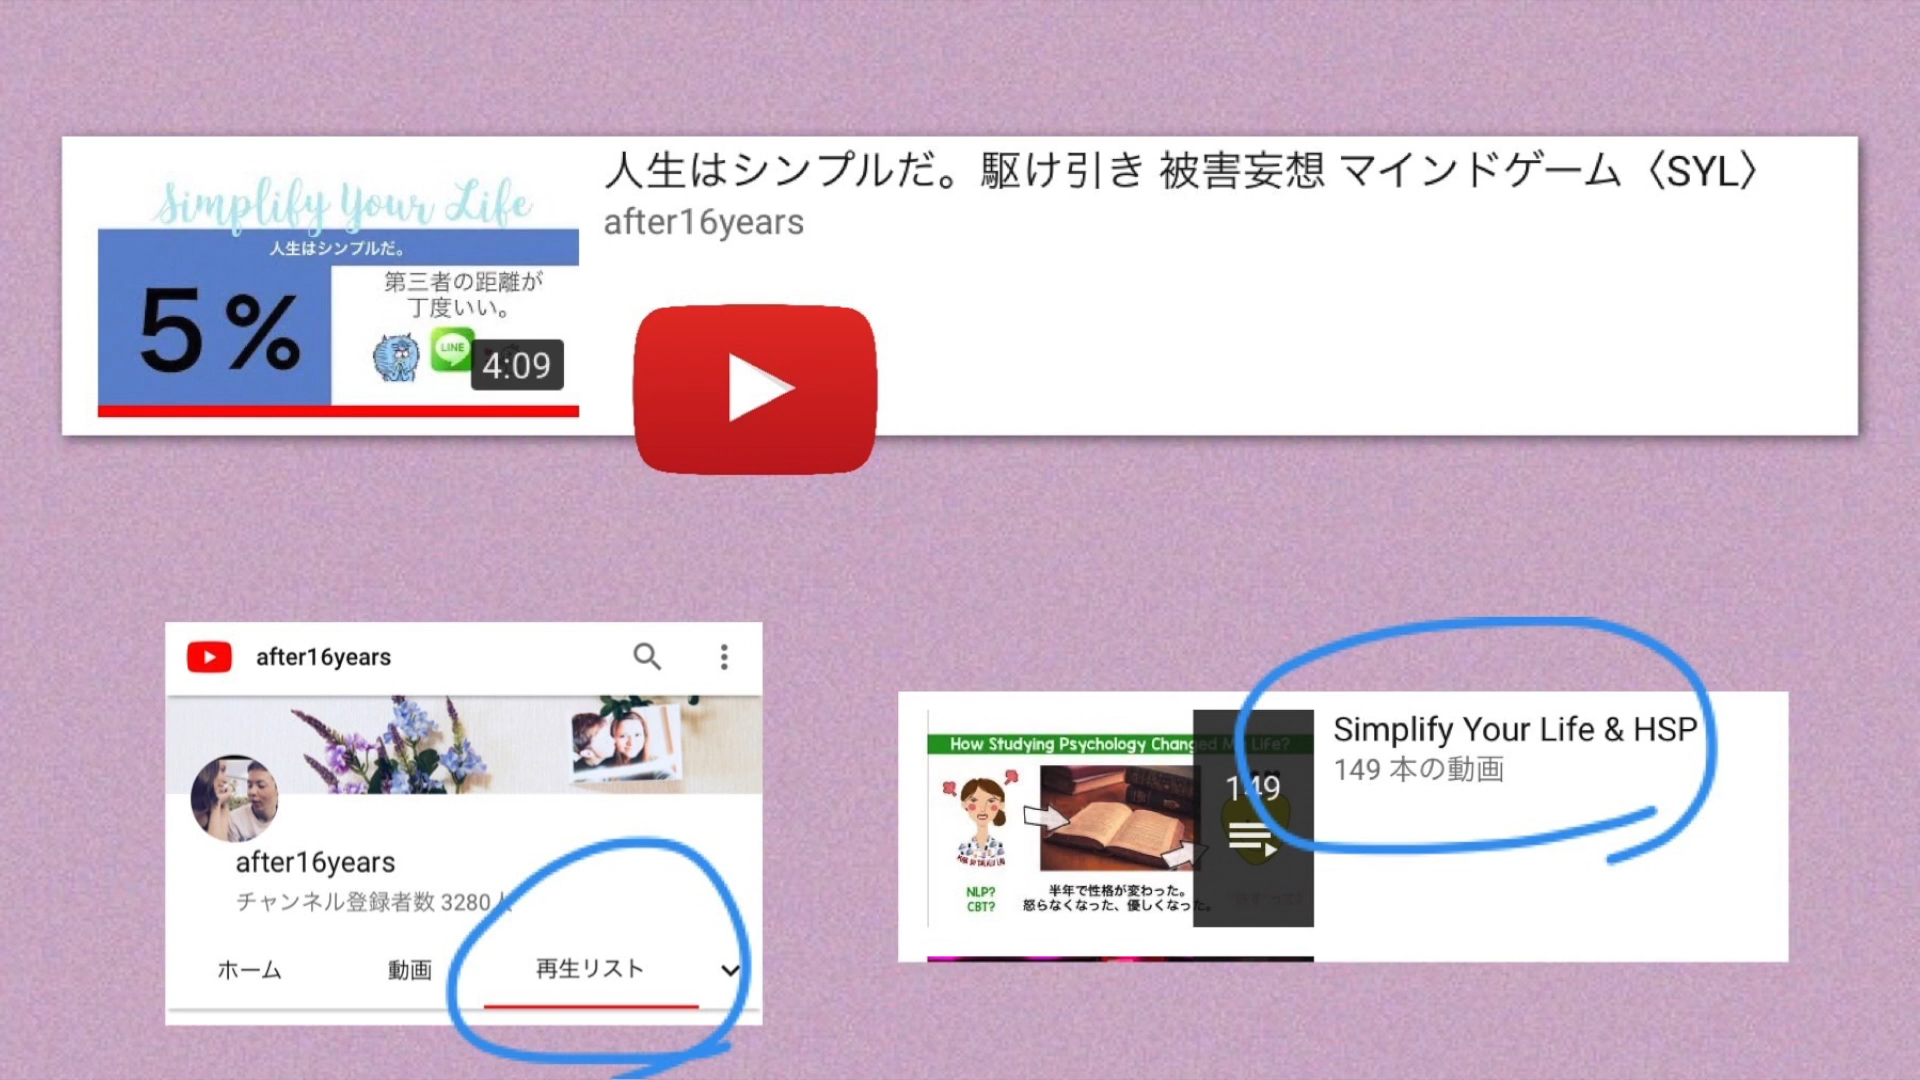 人生はシンプルだ。駆け引き 被害妄想 マインドゲーム〈SYL〉
after16years
Simplify Your Life
人生はシンプルだ。
5%
第三者の距離が
丁度いい。
LINE
4:09
after16years
after16years
チャンネル登録者数 3280人
ホーム
動画
再生リスト
How Studying Psychology Changed My Life?
149
NLP?
CBT?
半年で性格が変わった。
怒らなくなった、優しくなった。
Simplify Your Life & HSP
149 本の動画